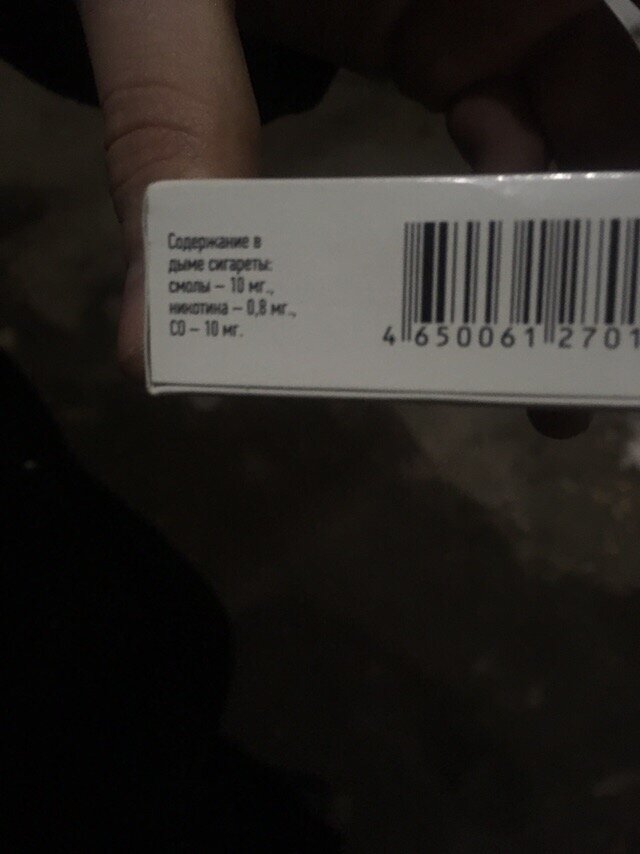 Содержание в
дыме сигареты:
смолы – 10 мг.,
никотина – 0,8 мг.,
СО – 10 мг.
4 650061 2701